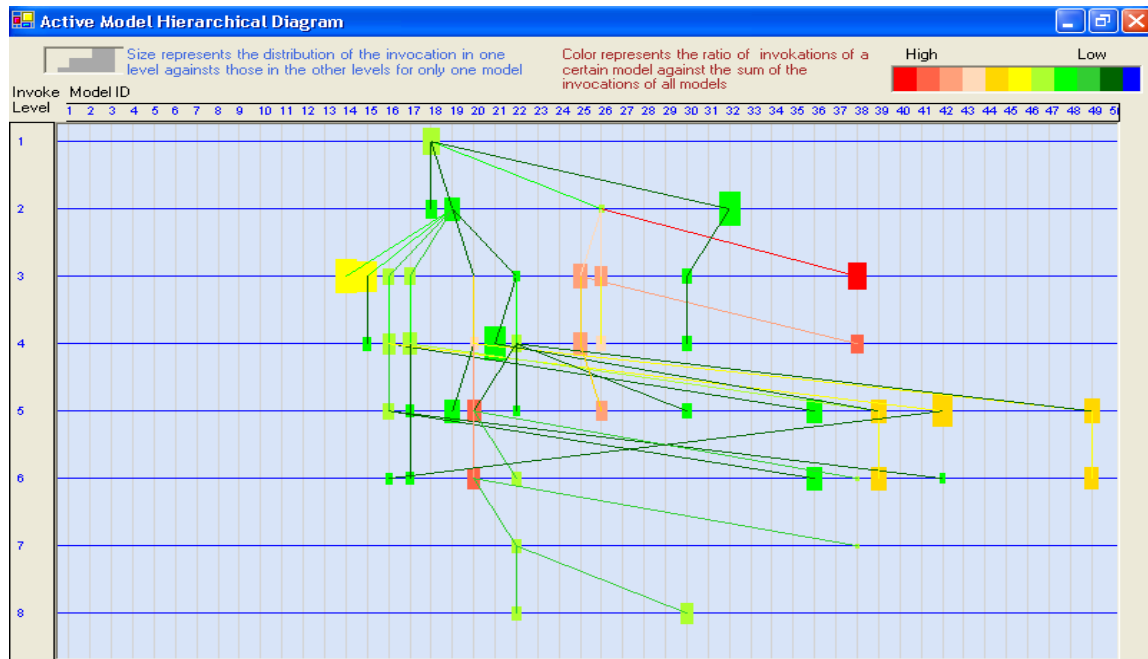 Active Model Hierarchical Diagram
Size represents the distribution of the invocation in one
level againsts those in the other levels for only one model
Color represents the ratio of invokations of a
certain model against the sum of the
invocations of all models
High Low
Invoke Level
Model ID
1 2 3 4 5 6 7 8 9 10 11 12 13 14 15 16 17 18 19 20 21 22 23 24 25 26 27 28 29 30 31 32 33 34 35 36 37 38 39 40 41 42 43 44 45 46 47 48 49
1
2
3
4
5
6
7
8